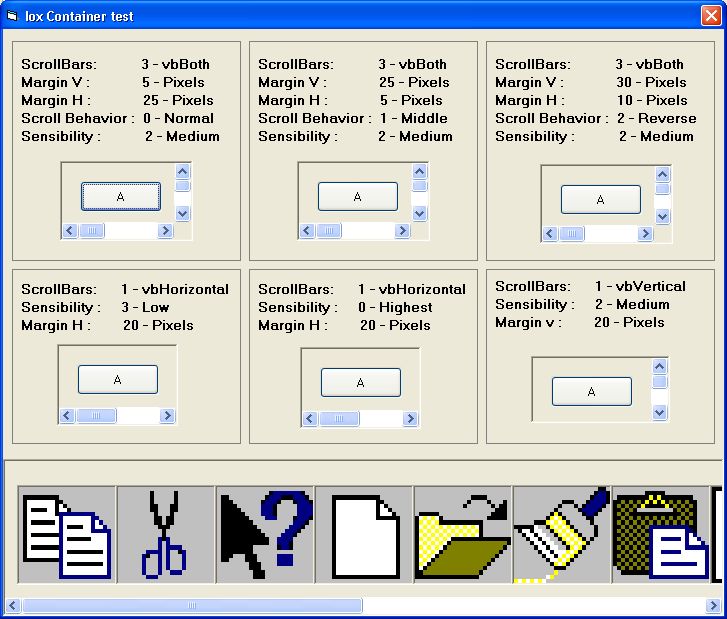 Iox Container test
ScrollBars: 3 - vbBoth
Margin V : 5 - Pixels
Margin H : 25 - Pixels
Scroll Behavior : 0 - Normal
Sensibility : 2 - Medium
A
ScrollBars: 3 - vbBoth
Margin V : 25 - Pixels
Margin H : 5 - Pixels
Scroll Behavior : 1 - Middle
Sensibility : 2 - Medium
A
ScrollBars: 3 - vbBoth
Margin V : 30 - Pixels
Margin H : 10 - Pixels
Scroll Behavior : 2 - Reverse
Sensibility : 2 - Medium
A
ScrollBars: 1 - vbHorizontal
Sensibility : 3 - Low
Margin H : 20 - Pixels
A
ScrollBars: 1 - vbHorizontal
Sensibility : 0 - Highest
Margin H : 20 - Pixels
A
ScrollBars: 1 - vbVertical
Sensibility : 2 - Medium
Margin v : 20 - Pixels
A